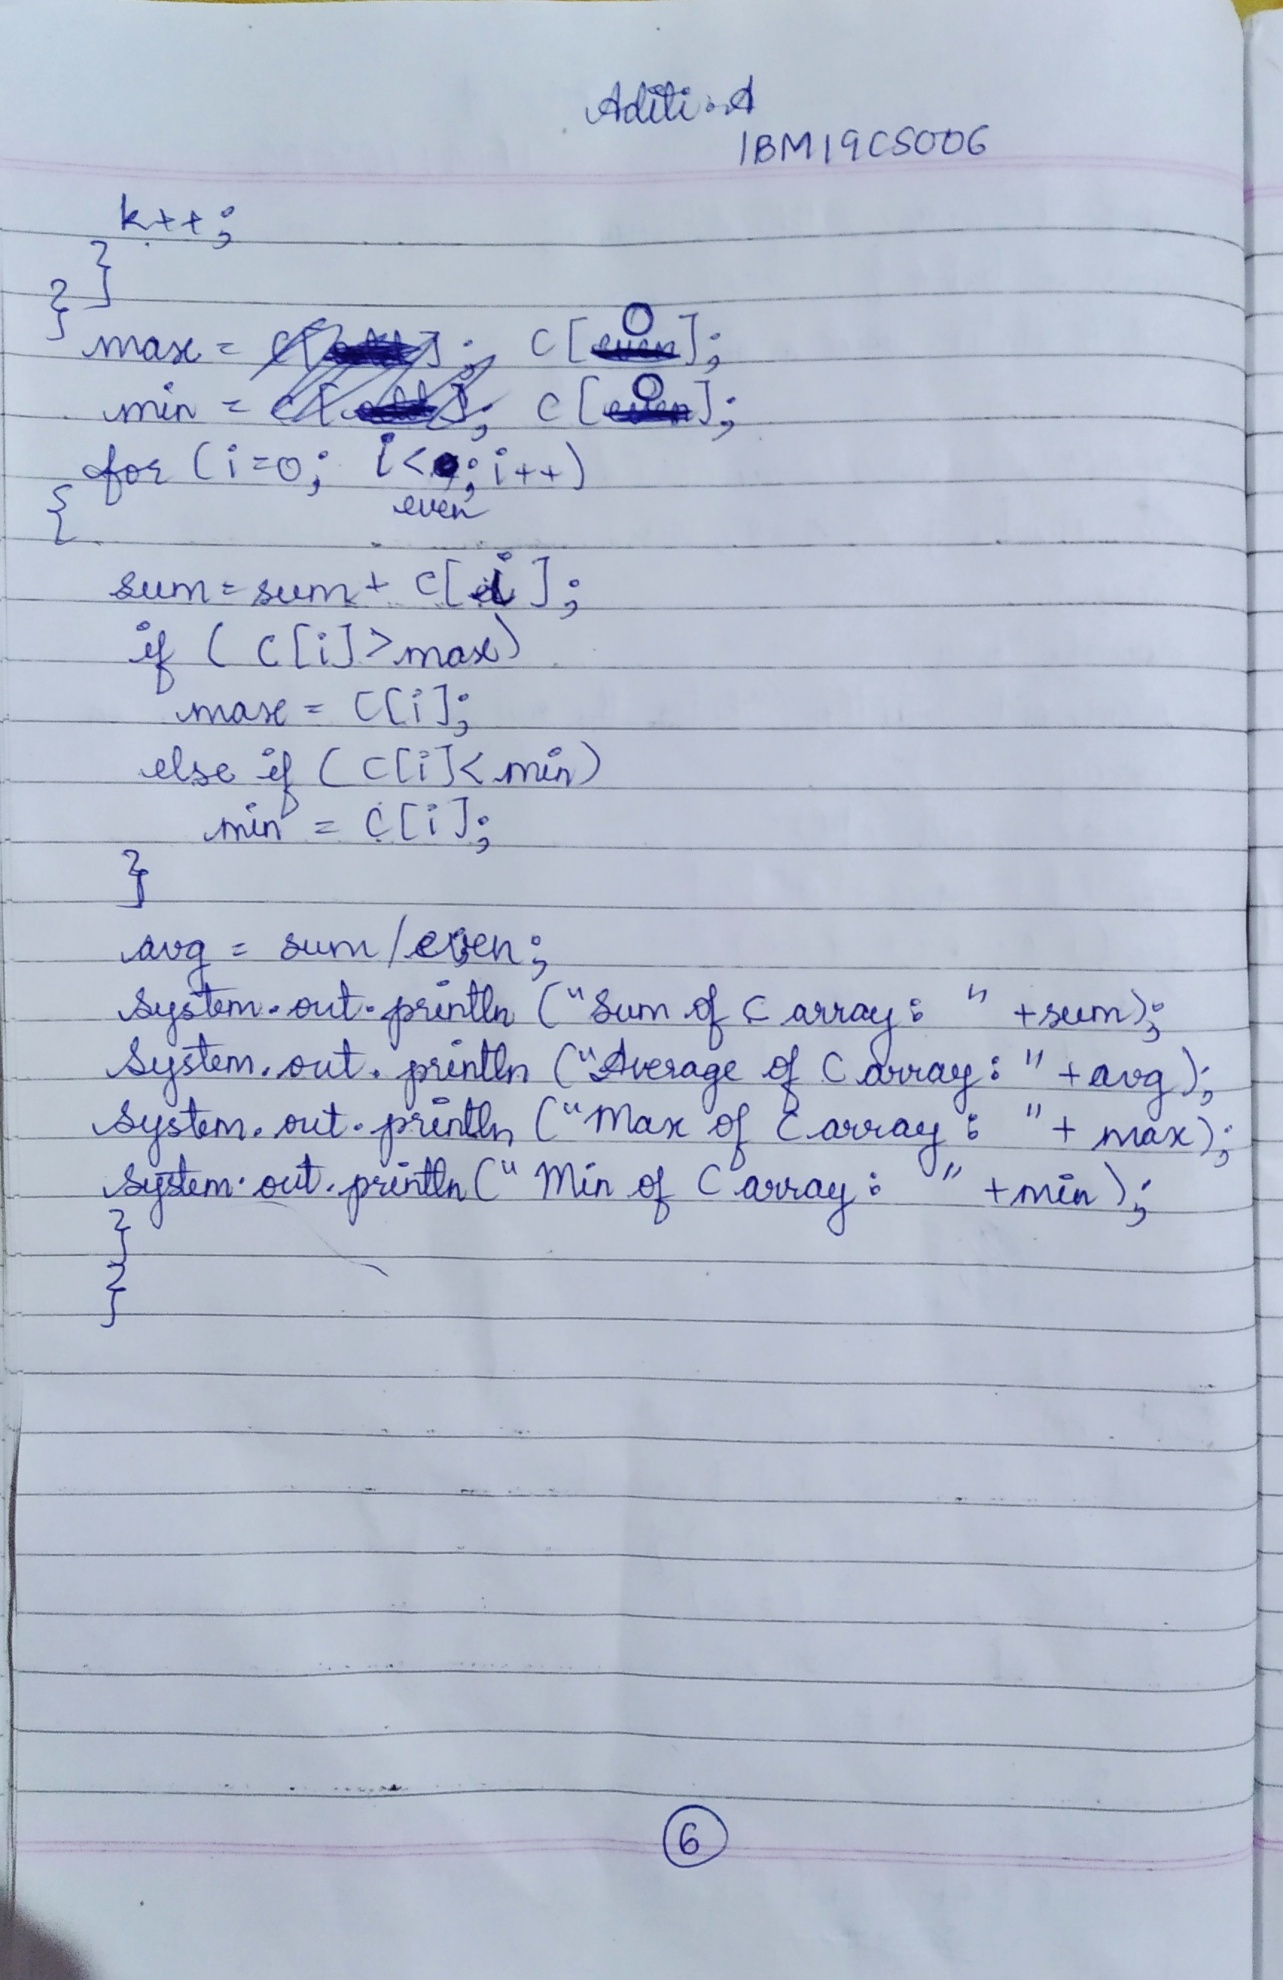 Aditi.A
1BM19CS006
k++;
}
}
max = C[0];
min = C[0];
for (i=0; i<even; i++)
{
sum = sum + C[i];
if (C[i]>max)
max = C[i];
else if (C[i]<min)
min = C[i];
}
avg = sum/even;
System.out.println ("Sum of C array: " +sum);
System.out.println ("Average of C array: " +avg);
System.out.println ("Max of C array: " + max);
System.out.println (" Min of C array: " +min);
}
}
6